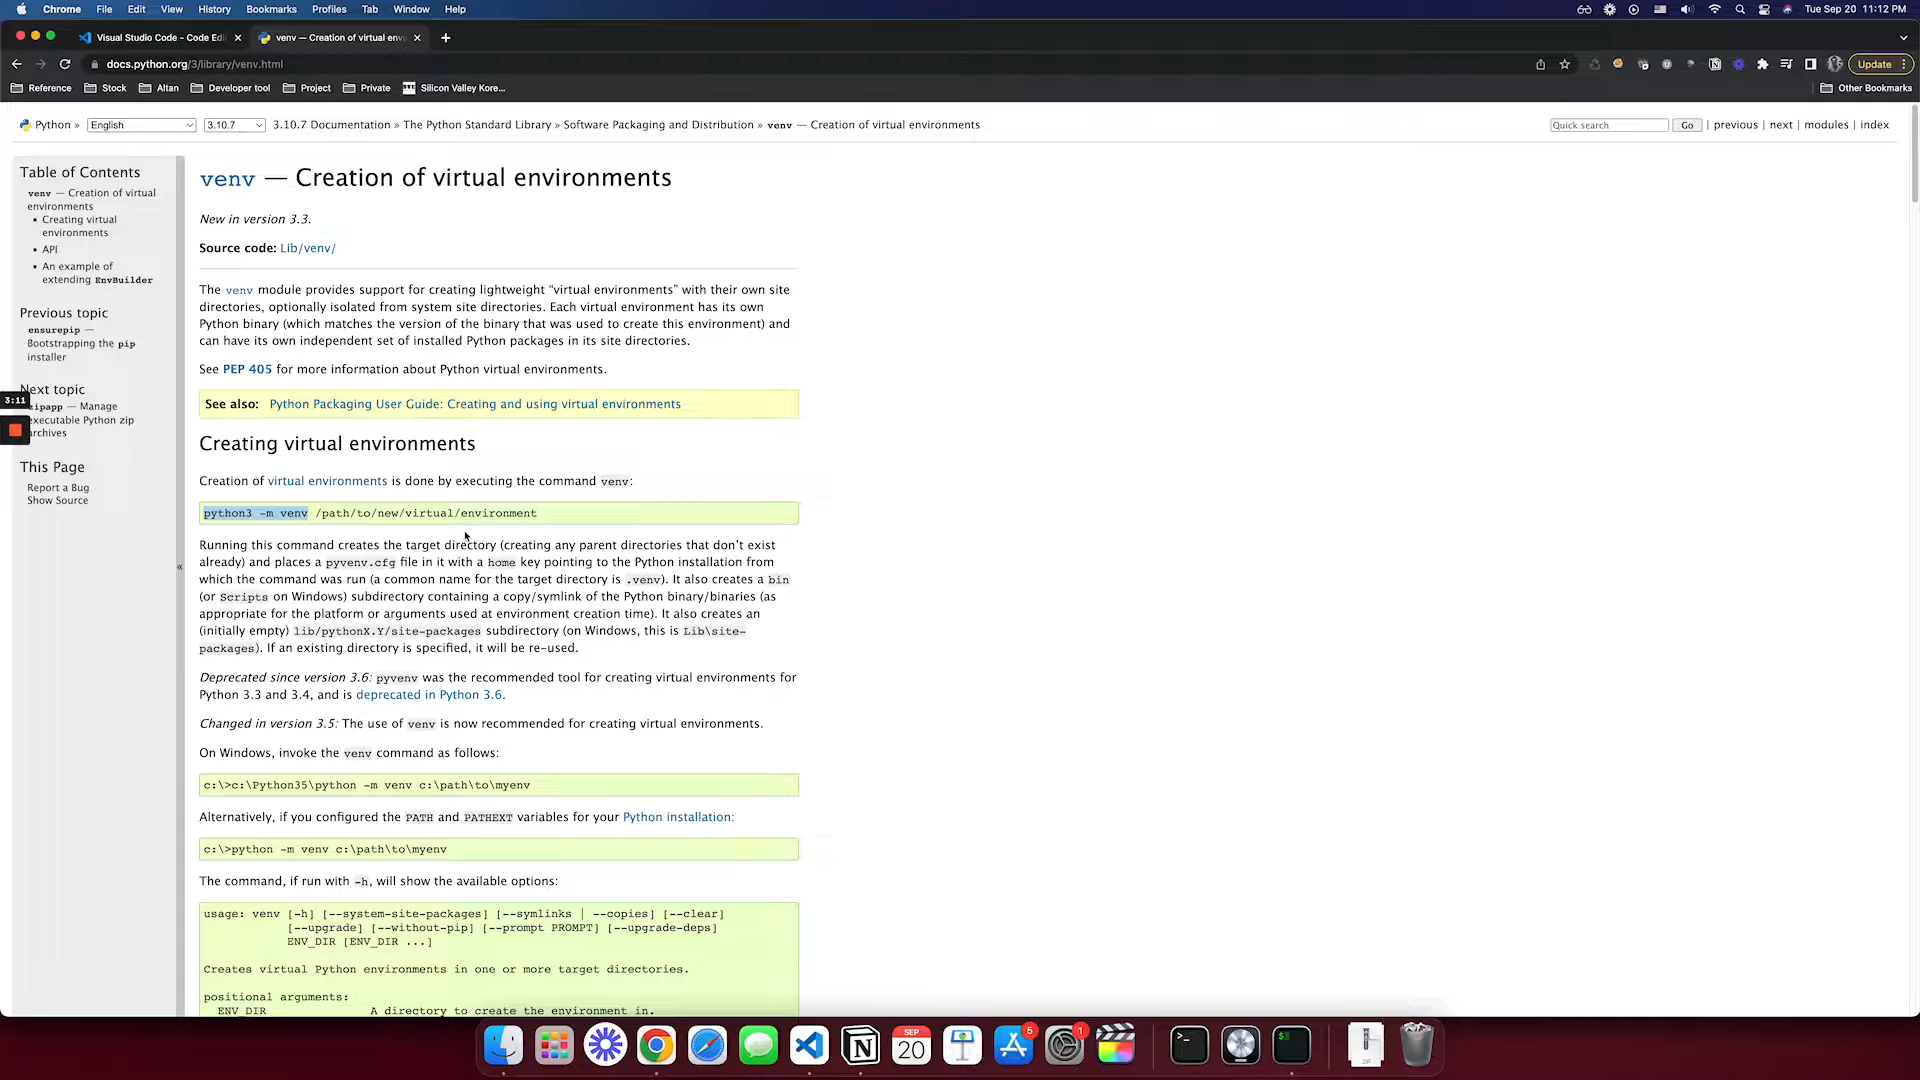 Chrome File Edit View History Bookmarks Profiles Tab Window Help
Tue Sep 20 11:12 PM
Visual Studio Code - Code Edi
venv — Creation of virtual env
docs.python.org/3/library/venv.html
Update
Reference Stock Altan Developer tool Project Private Silicon Valley Kore... Other Bookmarks
Python » English 3.10.7 3.10.7 Documentation » The Python Standard Library » Software Packaging and Distribution » venv — Creation of virtual environments
Quick search Go | previous | next | modules | index
Table of Contents
venv — Creation of virtual
environments
Creating virtual
environments
API
An example of
extending EnvBuilder
Previous topic
ensurepip —
Bootstrapping the pip
installer
Next topic
zipapp — Manage
executable Python zip
archives
This Page
Report a Bug
Show Source
3:11
«
venv — Creation of virtual environments
New in version 3.3.
Source code: Lib/venv/
The venv module provides support for creating lightweight “virtual environments” with their own site
directories, optionally isolated from system site directories. Each virtual environment has its own
Python binary (which matches the version of the binary that was used to create this environment) and
can have its own independent set of installed Python packages in its site directories.
See PEP 405 for more information about Python virtual environments.
See also: Python Packaging User Guide: Creating and using virtual environments
Creating virtual environments
Creation of virtual environments is done by executing the command venv:
python3 -m venv /path/to/new/virtual/environment
Running this command creates the target directory (creating any parent directories that don’t exist
already) and places a pyvenv.cfg file in it with a home key pointing to the Python installation from
which the command was run (a common name for the target directory is .venv). It also creates a bin
(or Scripts on Windows) subdirectory containing a copy/symlink of the Python binary/binaries (as
appropriate for the platform or arguments used at environment creation time). It also creates an
(initially empty) lib/pythonX.Y/site-packages subdirectory (on Windows, this is Lib\site-
packages). If an existing directory is specified, it will be re-used.
Deprecated since version 3.6: pyvenv was the recommended tool for creating virtual environments for
Python 3.3 and 3.4, and is deprecated in Python 3.6.
Changed in version 3.5: The use of venv is now recommended for creating virtual environments.
On Windows, invoke the venv command as follows:
c:\>c:\Python35\python -m venv c:\path\to\myenv
Alternatively, if you configured the PATH and PATHEXT variables for your Python installation:
c:\>python -m venv c:\path\to\myenv
The command, if run with -h, will show the available options:
usage: venv [-h] [--system-site-packages] [--symlinks | --copies] [--clear]
[--upgrade] [--without-pip] [--prompt PROMPT] [--upgrade-deps]
ENV_DIR [ENV_DIR ...]
Creates virtual Python environments in one or more target directories.
positional arguments:
ENV_DIR A directory to create the environment in.
SEP
20
5
1
ZIP